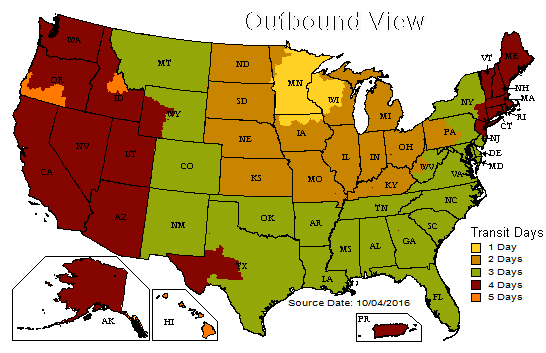 Outbound View
WA
MT
ND
MN
VT
ME
OR
ID
SD
WI
MI
NY
NH
MA
WY
RI
CT
NE
IA
PA
NJ
NV
UT
CO
IL
IN
OH
DE
MD
CA
KS
MO
KY
WV
VA
AZ
NM
OK
AR
TN
NC
SC
MS
AL
GA
TX
LA
FL
AK
HI
PR
Transit Days
1 Day
2 Days
3 Days
4 Days
5 Days
Source Date: 10/04/2016